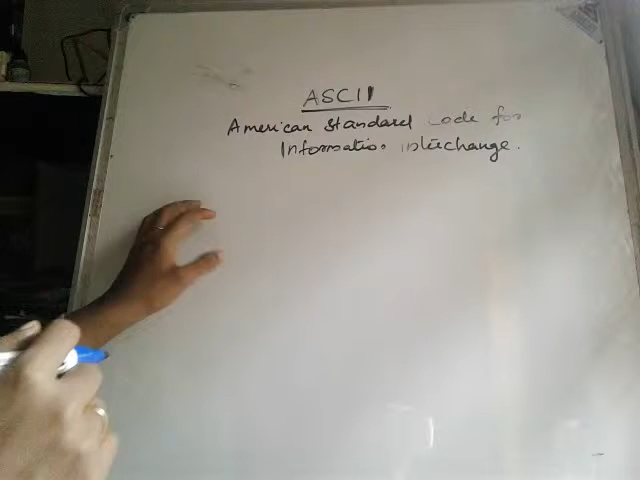 ASCII
American standard code for
Information interchange.